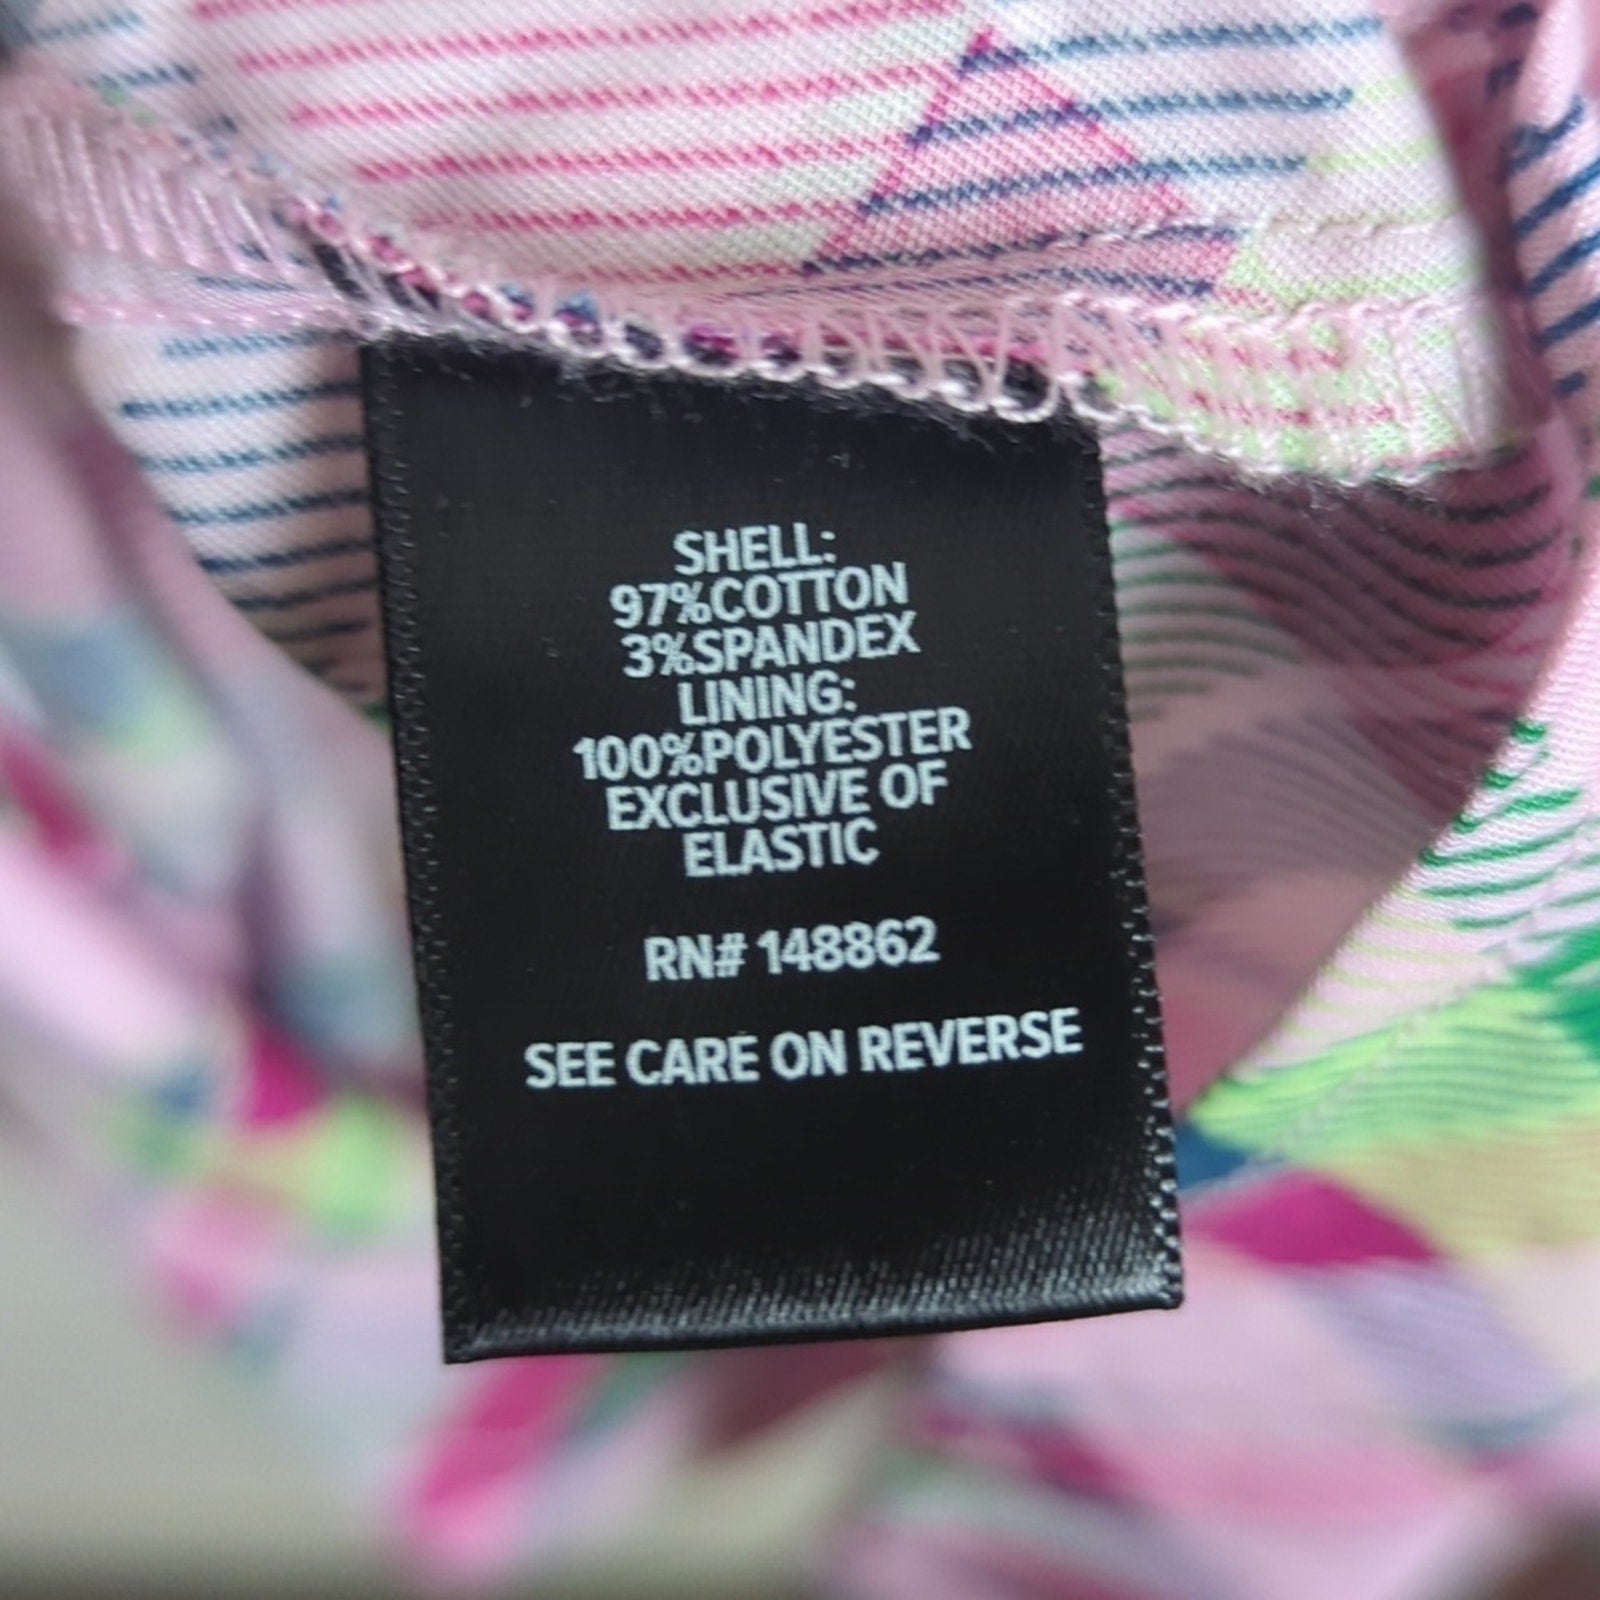 SHELL:
97%COTTON
3%SPANDEX
LINING:
100%POLYESTER
EXCLUSIVE OF
ELASTIC
RN# 148862
SEE CARE ON REVERSE